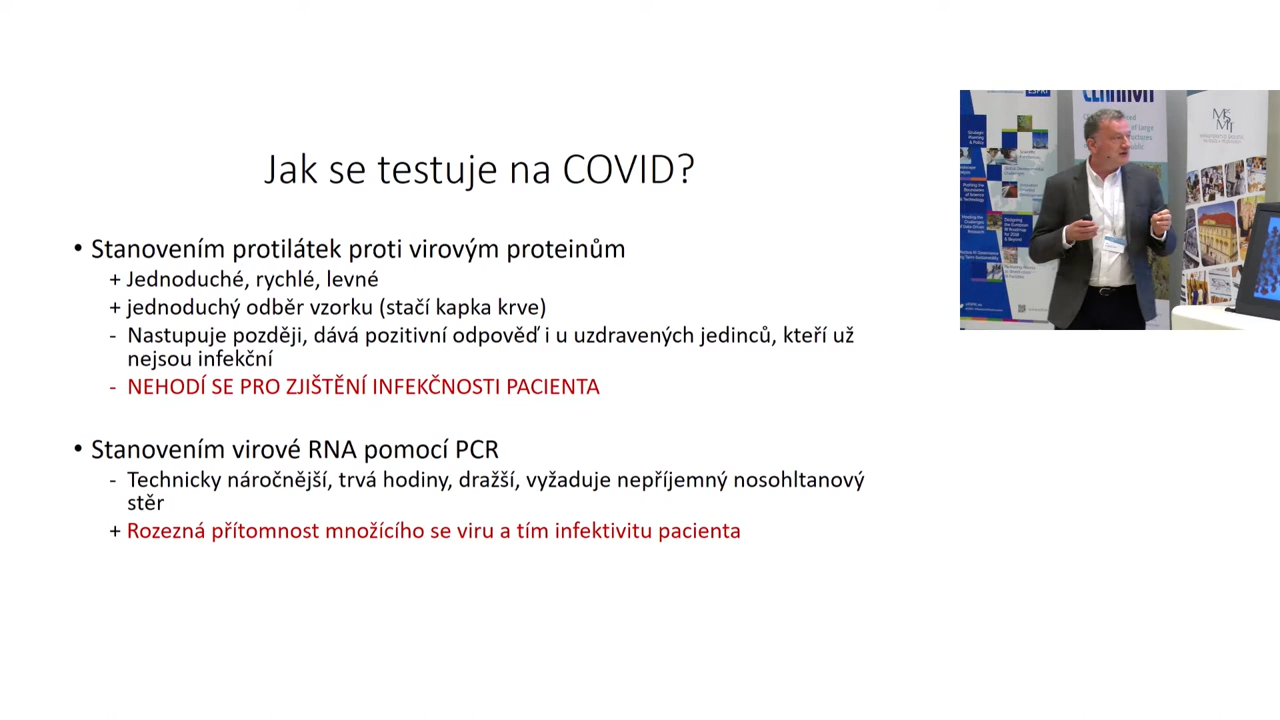 Jak se testuje na COVID?
• Stanovením protilátek proti virovým proteinům
+ Jednoduché, rychlé, levné
+ jednoduchý odběr vzorku (stačí kapka krve)
- Nastupuje později, dává pozitivní odpověď i u uzdravených jedinců, kteří už
nejsou infekční
- NEHODÍ SE PRO ZJIŠTĚNÍ INFEKČNOSTI PACIENTA
• Stanovením virové RNA pomocí PCR
- Technicky náročnější, trvá hodiny, dražší, vyžaduje nepříjemný nosohltanový
stěr
+ Rozezná přítomnost množícího se viru a tím infektivitu pacienta